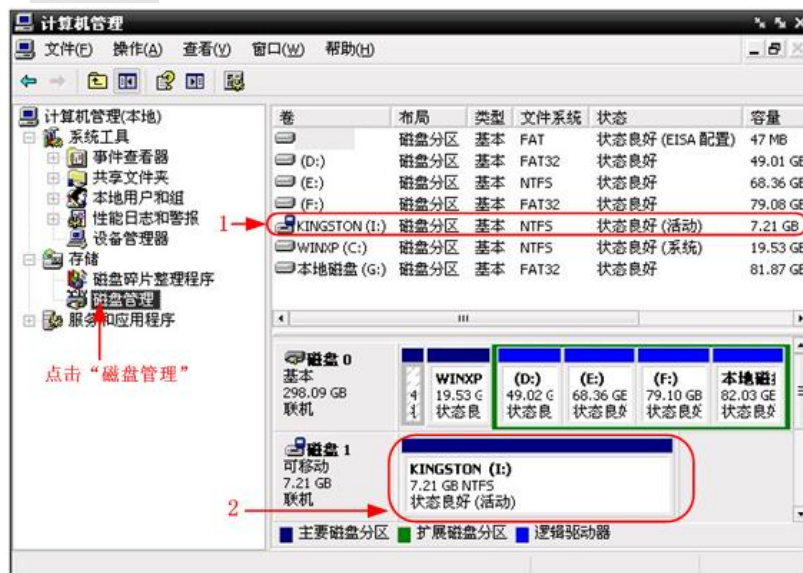 计算机管理
文件(F) 操作(A) 查看(V) 窗口(W) 帮助(H)
计算机管理(本地)
系统工具
事件查看器
共享文件夹
本地用户和组
性能日志和警报
设备管理器
存储
磁盘碎片整理程序
磁盘管理
服务和应用程序
点击“磁盘管理”
卷 布局 类型 文件系统 状态 容量
磁盘分区 基本 FAT 状态良好 (EISA 配置) 47 MB
(D:) 磁盘分区 基本 FAT32 状态良好 49.01 GB
(E:) 磁盘分区 基本 NTFS 状态良好 68.36 GB
(F:) 磁盘分区 基本 FAT32 状态良好 79.08 GB
1
KINGSTON (I:) 磁盘分区 基本 NTFS 状态良好 (活动) 7.21 GB
WINXP (C:) 磁盘分区 基本 NTFS 状态良好 (系统) 19.53 GB
本地磁盘 (G:) 磁盘分区 基本 FAT32 状态良好 81.87 GB
磁盘 0
基本
298.09 GB
联机
4
WINXP
19.53 G
状态良
(D:)
49.02 G
状态良
(E:)
68.36 GE
状态良好
(F:)
79.10 GB
状态良好
本地磁
82.03 GE
状态良好
磁盘 1
可移动
7.21 GB
联机
2
KINGSTON (I:)
7.21 GB NTFS
状态良好 (活动)
主要磁盘分区 扩展磁盘分区 逻辑驱动器